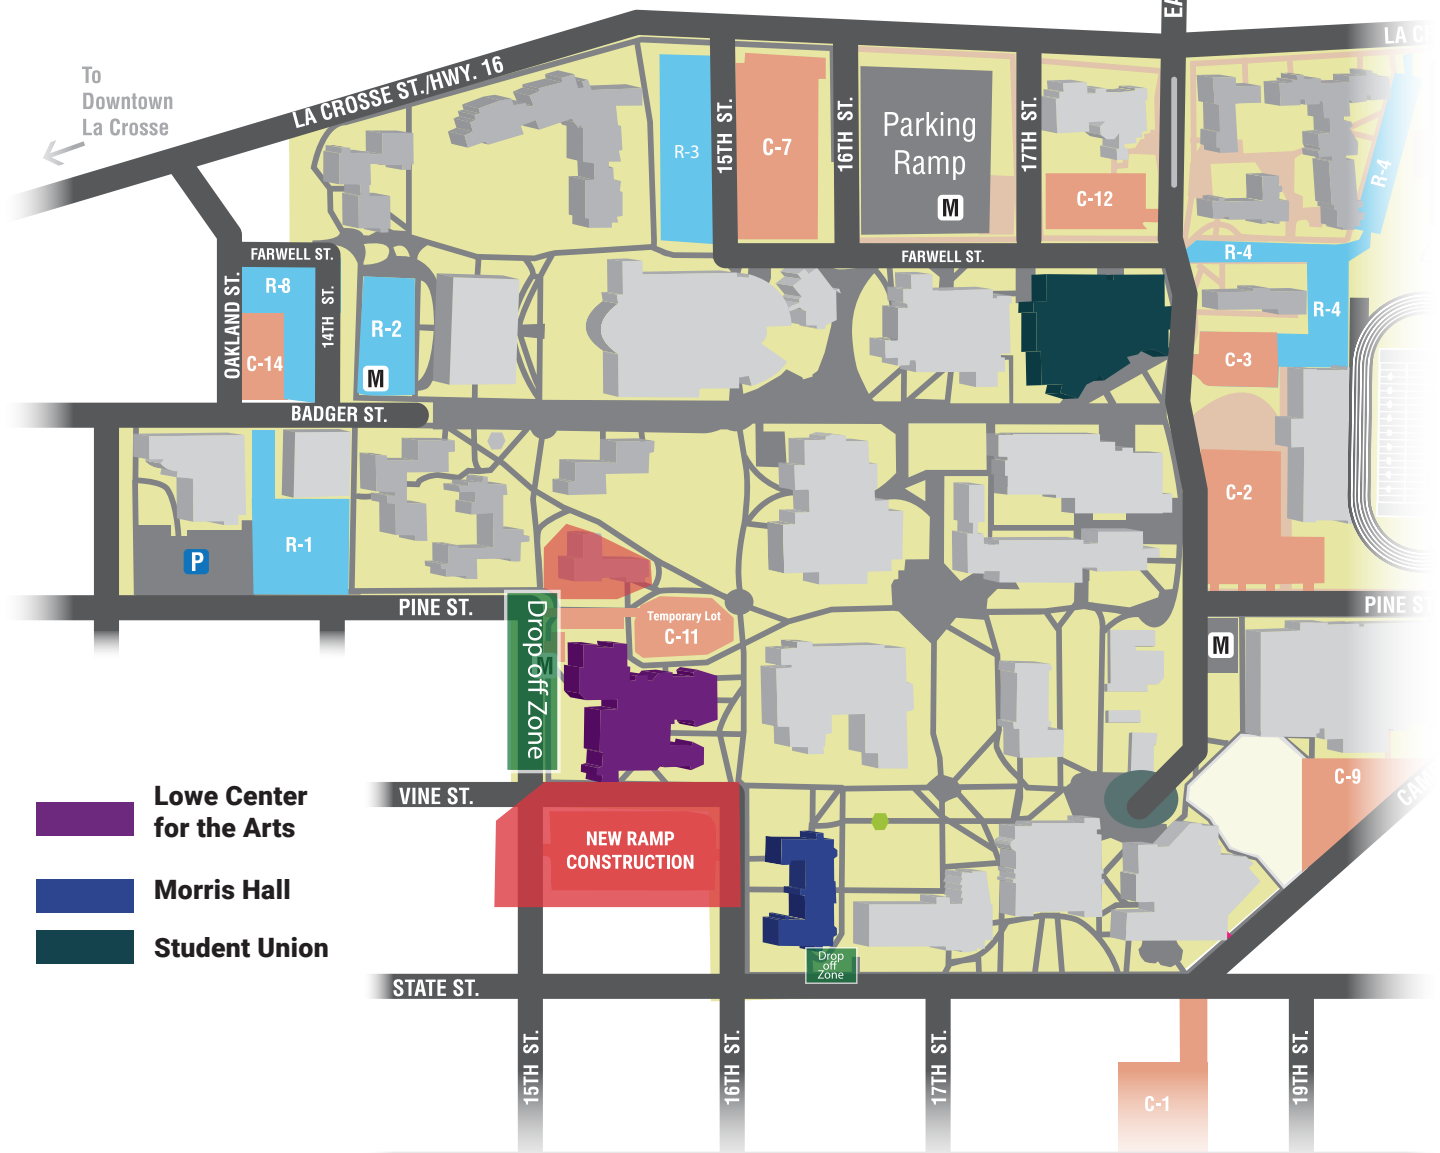 EA
LA C
To
Downtown
La Crosse
LA CROSSE ST./HWY. 16
R-3
15TH ST.
C-7
16TH ST.
Parking
Ramp
M
17TH ST.
C-12
R-4
FARWELL ST.
FARWELL ST.
R-4
OAKLAND ST.
R-8
14TH ST.
C-14
R-2
M
R-4
C-3
BADGER ST.
C-2
R-1
P
PINE ST.
Drop off Zone
M
Temporary Lot
C-11
PINE ST
M
C-9
CAM
VINE ST.
NEW RAMP
CONSTRUCTION
Lowe Center
for the Arts
Morris Hall
Student Union
Drop
off
Zone
STATE ST.
15TH ST.
16TH ST.
17TH ST.
C-1
19TH ST.